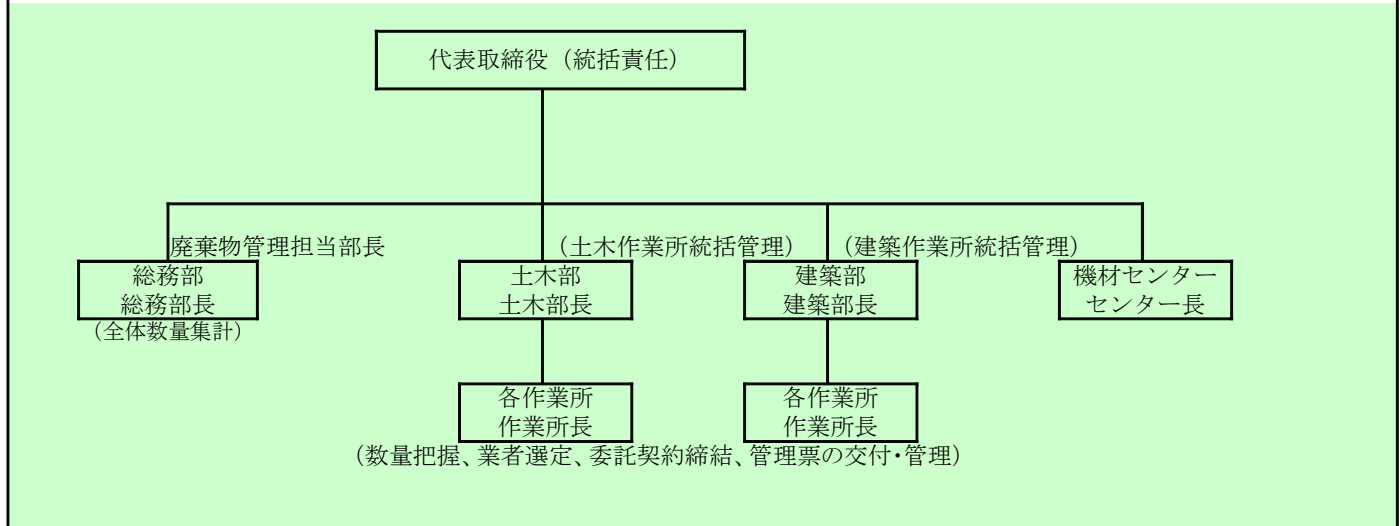 代表取締役（統括責任）
廃棄物管理担当部長
（土木作業所統括管理）
（建築作業所統括管理）
総務部
総務部長
（全体数量集計）
土木部
土木部長
建築部
建築部長
機材センター
センター長
各作業所
作業所長
各作業所
作業所長
（数量把握、業者選定、委託契約締結、管理票の交付・管理）